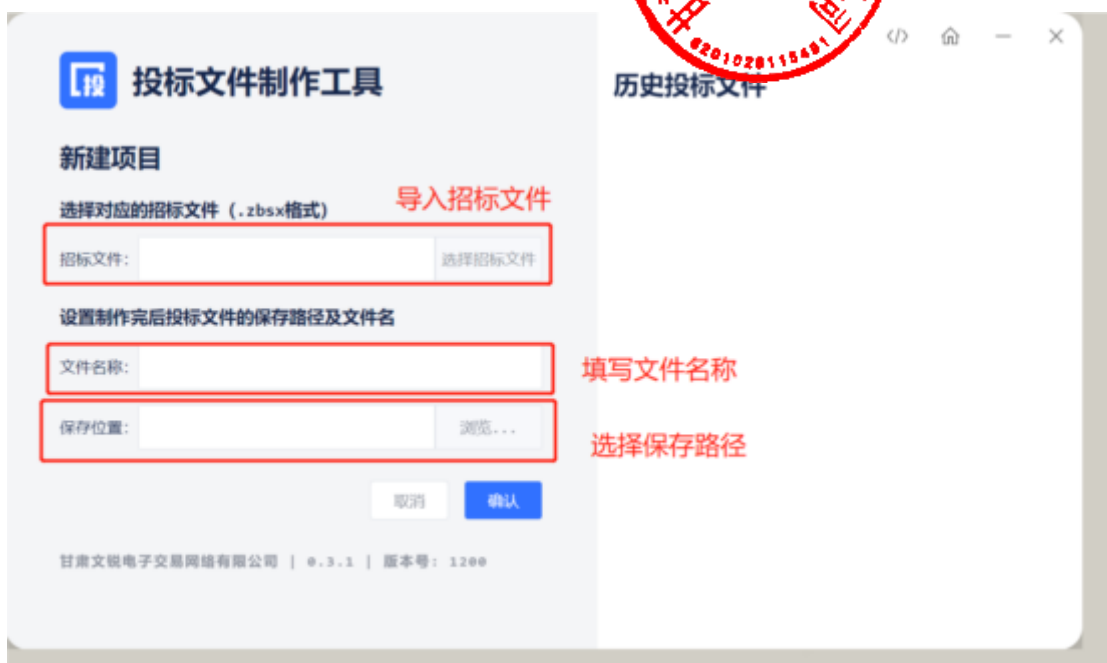 投标文件制作工具
历史投标文件
新建项目
选择对应的招标文件（.zbsx格式）
导入招标文件
招标文件：
选择招标文件
设置制作完后投标文件的保存路径及文件名
文件名称：
填写文件名称
保存位置：
浏览...
选择保存路径
取消
确认
甘肃文锐电子交易网络有限公司 | 0.3.1 | 版本号: 1200